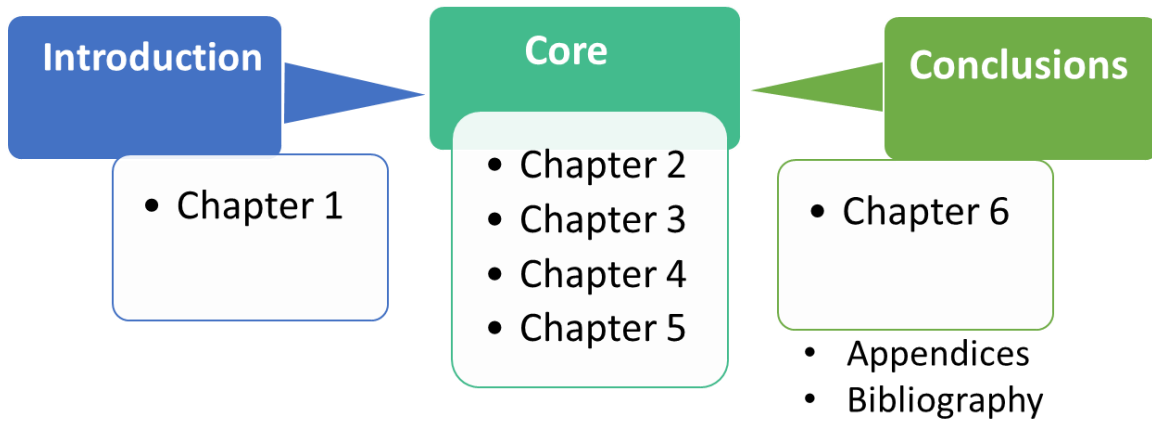 Introduction
• Chapter 1
Core
• Chapter 2
• Chapter 3
• Chapter 4
• Chapter 5
Conclusions
• Chapter 6
• Appendices
• Bibliography